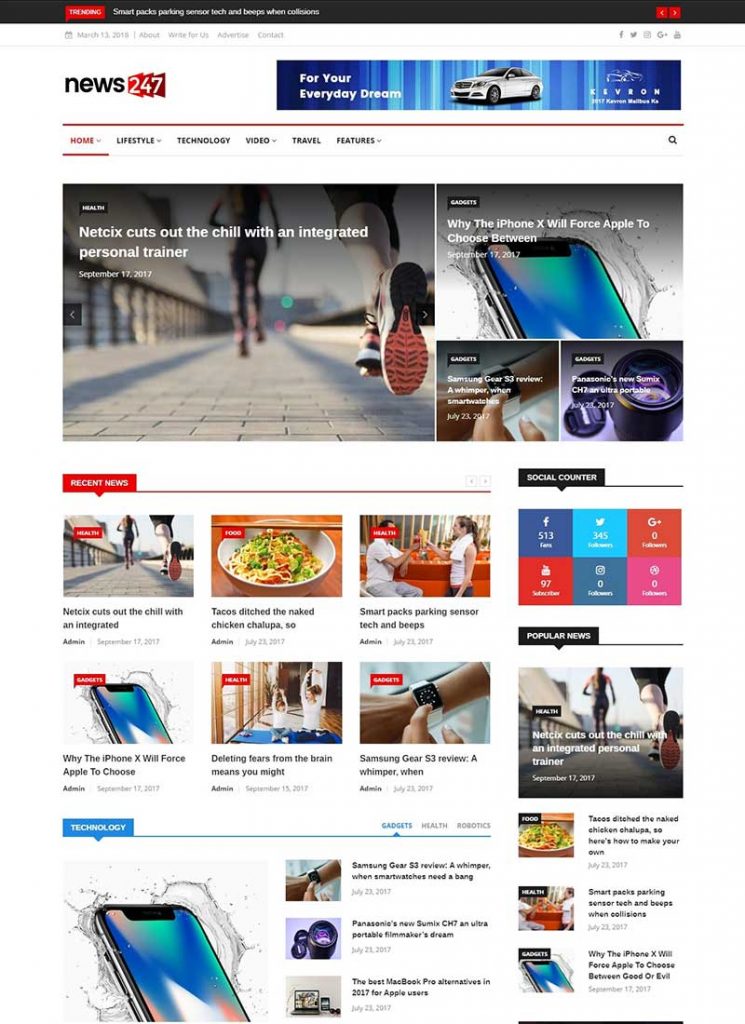 TRENDING Smart packs parking sensor tech and beeps when collisions
March 13, 2018 | About Write for Us Advertise Contact
news247
For Your
Everyday Dream
KEVRON
2017 Kevron Malibus Ka
HOME LIFESTYLE TECHNOLOGY VIDEO TRAVEL FEATURES
HEALTH
Netcix cuts out the chill with an integrated
personal trainer
September 17, 2017
GADGETS
Why The iPhone X Will Force Apple To
Choose Between
September 17, 2017
GADGETS
Samsung Gear S3 review:
A whimper, when
smartwatches
July 23, 2017
GADGETS
Panasonic's new Sumix
CH7 an ultra portable
July 23, 2017
RECENT NEWS
HEALTH
Netcix cuts out the chill with
an integrated
Admin September 17, 2017
FOOD
Tacos ditched the naked
chicken chalupa, so
Admin July 23, 2017
HEALTH
Smart packs parking sensor
tech and beeps
Admin July 23, 2017
GADGETS
Why The iPhone X Will Force
Apple To Choose
Admin September 17, 2017
HEALTH
Deleting fears from the brain
means you might
Admin September 15, 2017
GADGETS
Samsung Gear S3 review: A
whimper, when
Admin July 23, 2017
TECHNOLOGY GADGETS HEALTH ROBOTICS
Samsung Gear S3 review: A whimper,
when smartwatches need a bang
July 23, 2017
Panasonic's new Sumix CH7 an ultra
portable filmmaker's dream
July 23, 2017
The best MacBook Pro alternatives in
2017 for Apple users
July 23, 2017
SOCIAL COUNTER
513
Fans
345
Followers
G+
0
Followers
97
Subscriber
0
Followers
0
Followers
POPULAR NEWS
HEALTH
Netcix cuts out the chill with
an integrated personal
trainer
September 17, 2017
FOOD
Tacos ditched the naked
chicken chalupa, so
here's how to make your
own
July 23, 2017
HEALTH
Smart packs parking
sensor tech and beeps
when collisions
July 23, 2017
GADGETS
Why The iPhone X Will
Force Apple To Choose
Between Good Or Evil
September 17, 2017